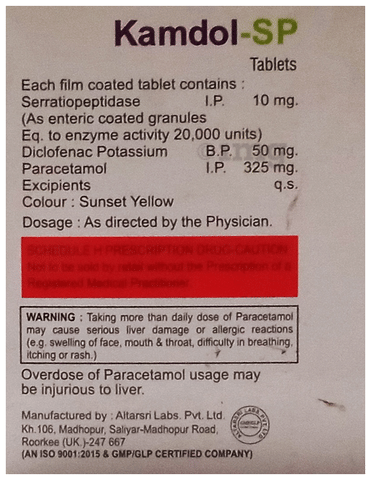 Kamdol-SP
Tablets
Each film coated tablet contains :
Serratiopeptidase I.P. 10 mg.
(As enteric coated granules
Eq. to enzyme activity 20,000 units)
Diclofenac Potassium B.P. 50 mg.
Paracetamol I.P. 325 mg.
Excipients q.s.
Colour : Sunset Yellow
Dosage : As directed by the Physician.
SCHEDULE H PRESCRIPTION DRUG-CAUTION
Not to be sold by retail without the Prescription of a
Registered Medical Practitioner.
WARNING : Taking more than daily dose of Paracetamol
may cause serious liver damage or allergic reactions
(e.g. swelling of face, mouth & throat, difficulty in breathing,
itching or rash.)
Overdose of Paracetamol usage may
be injurious to liver.
Manufactured by : Altarsri Labs. Pvt. Ltd.
Kh.106, Madhopur, Saliyar-Madhopur Road,
Roorkee (UK.)-247 667
(AN ISO 9001:2015 & GMP/GLP CERTIFIED COMPANY)